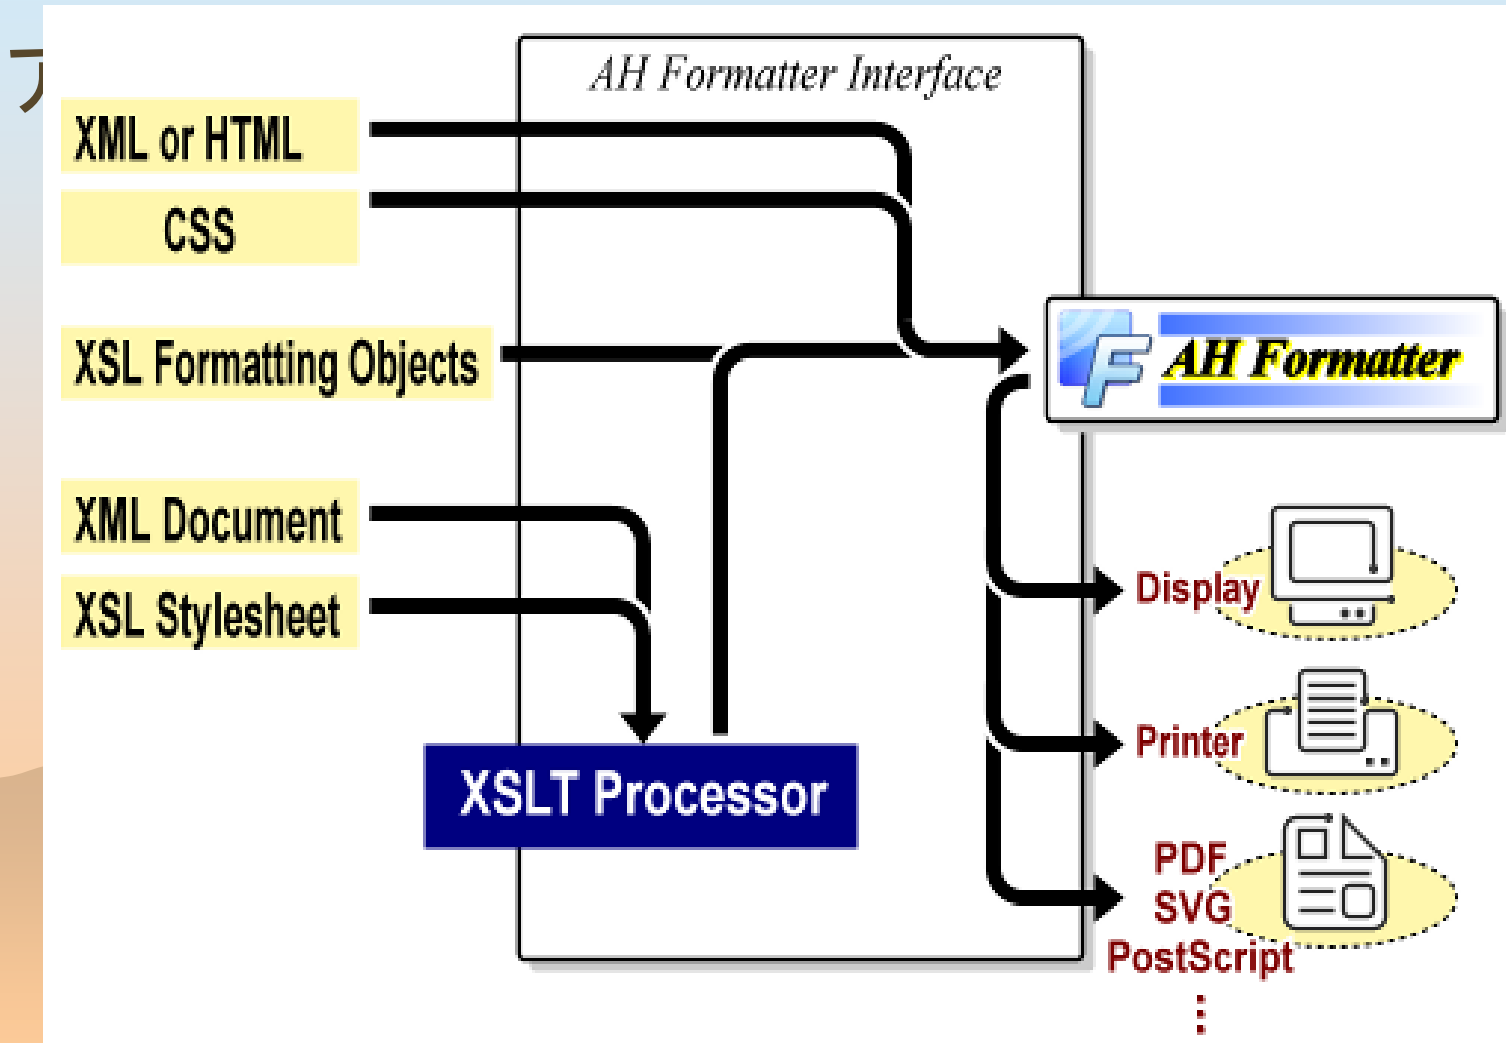 AH Formatter Interface
XML or HTML
CSS
XSL Formatting Objects
AH Formatter
XML Document
XSL Stylesheet
Display
XSLT Processor
Printer
PDF
SVG
PostScript